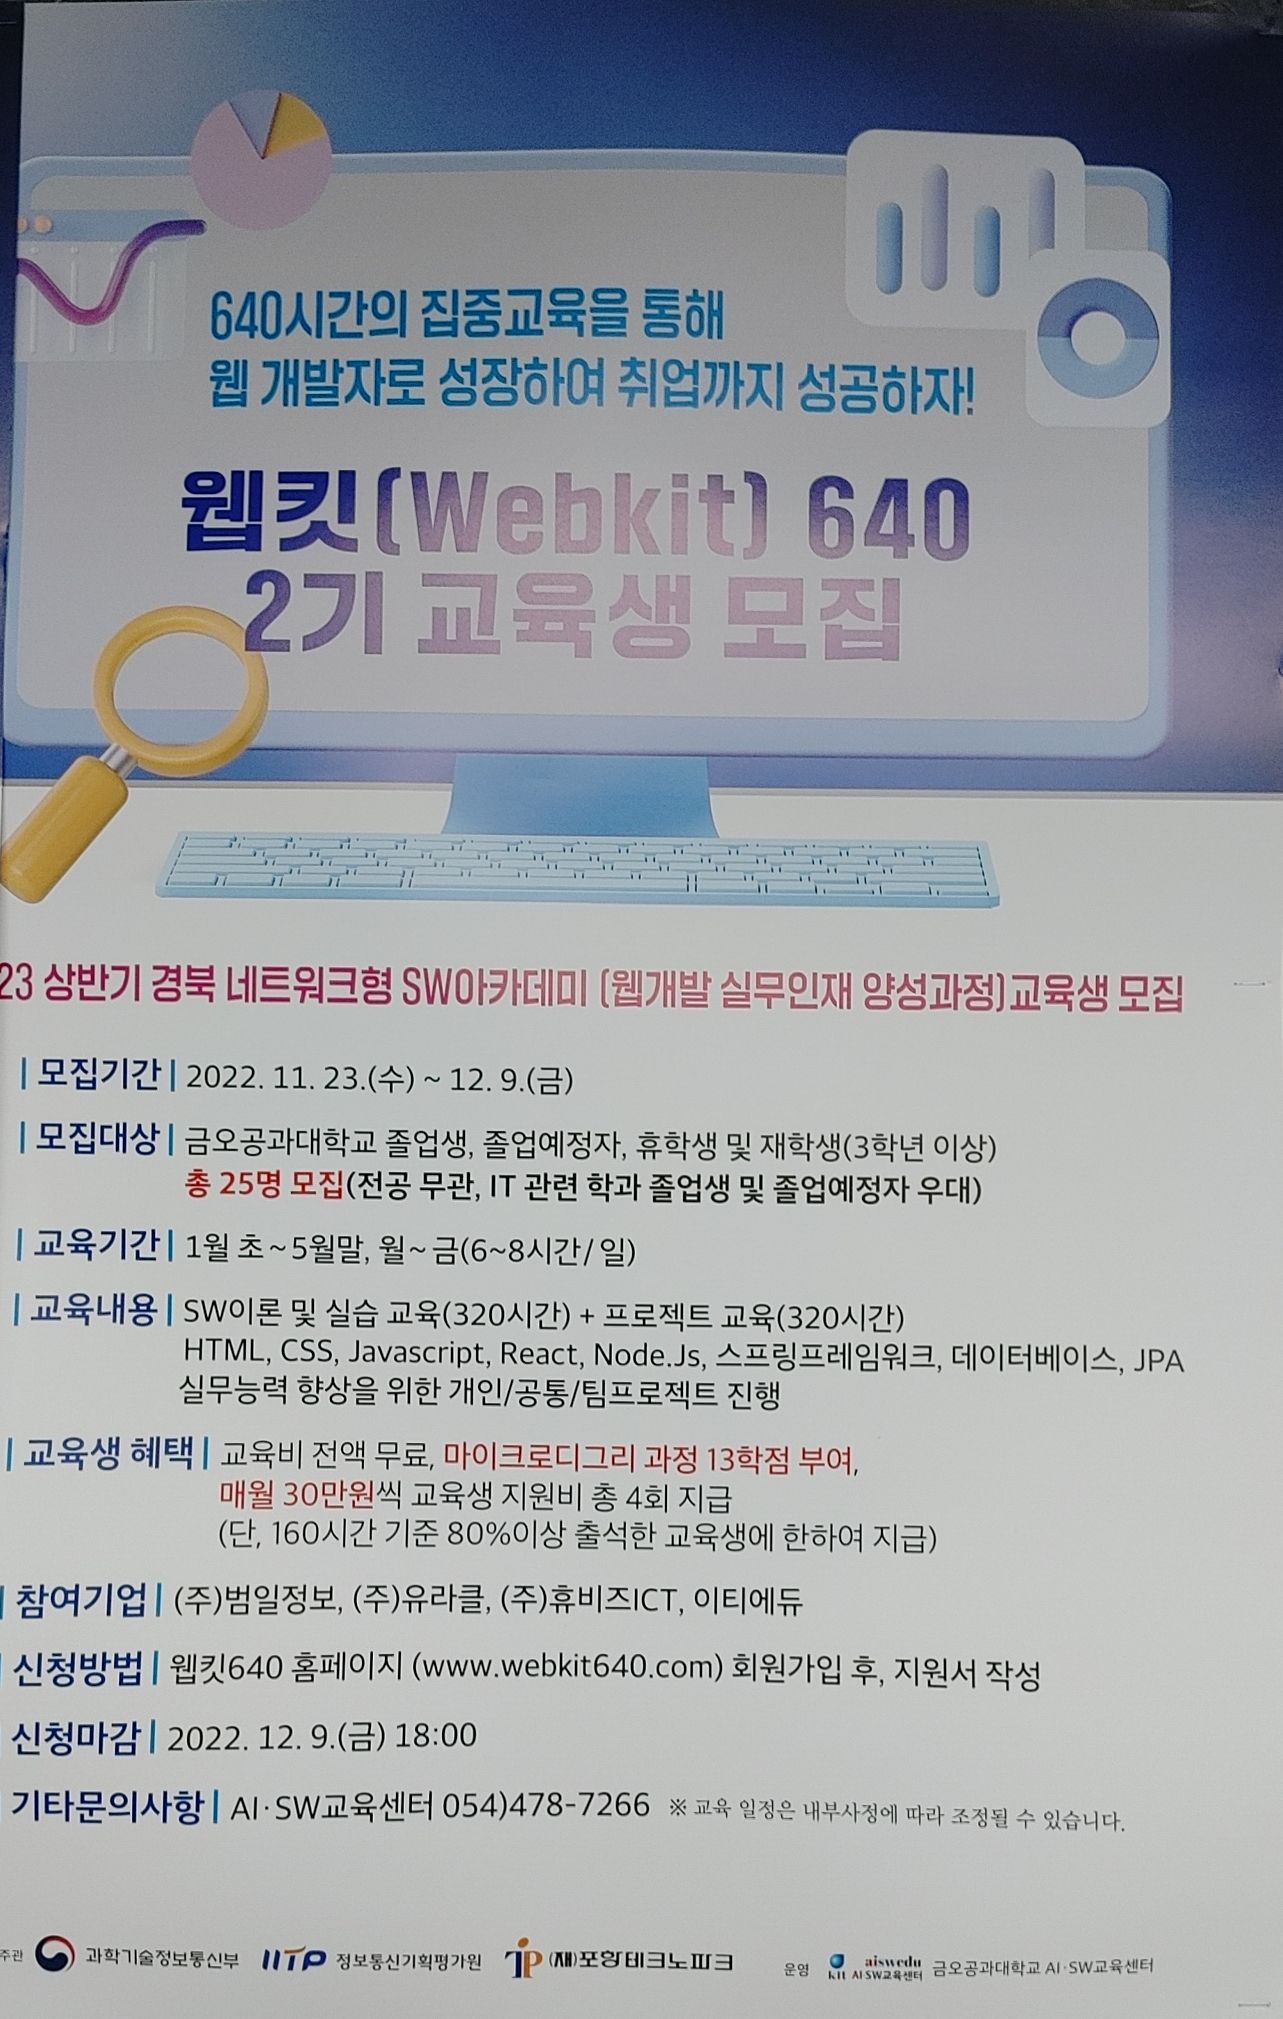 640시간의 집중교육을 통해
웹 개발자로 성장하여 취업까지 성공하자!
웹킷(Webkit) 640
2기 교육생 모집
23 상반기 경북 네트워크형 SW아카데미 (웹개발 실무인재 양성과정)교육생 모집
| 모집기간 | 2022. 11. 23.(수) ~ 12. 9.(금)
| 모집대상 | 금오공과대학교 졸업생, 졸업예정자, 휴학생 및 재학생(3학년 이상)
총 25명 모집(전공 무관, IT 관련 학과 졸업생 및 졸업예정자 우대)
| 교육기간 | 1월 초~5월말, 월~금(6~8시간/일)
| 교육내용 | SW이론 및 실습 교육(320시간) + 프로젝트 교육(320시간)
HTML, CSS, Javascript, React, Node.Js, 스프링프레임워크, 데이터베이스, JPA
실무능력 향상을 위한 개인/공통/팀프로젝트 진행
| 교육생 혜택 | 교육비 전액 무료, 마이크로디그리 과정 13학점 부여,
매월 30만원씩 교육생 지원비 총 4회 지급
(단, 160시간 기준 80%이상 출석한 교육생에 한하여 지급)
| 참여기업 | (주)범일정보, (주)유라클, (주)휴비즈ICT, 이티에듀
| 신청방법 | 웹킷640 홈페이지 (www.webkit640.com) 회원가입 후, 지원서 작성
| 신청마감 | 2022. 12. 9.(금) 18:00
| 기타문의사항 | AI·SW교육센터 054)478-7266 ※ 교육 일정은 내부사정에 따라 조정될 수 있습니다.
주관 과학기술정보통신부 IITP 정보통신기획평가원 TP (재)포항테크노파크 운영 kit aiswedu AI SW교육센터 금오공과대학교 AI·SW교육센터